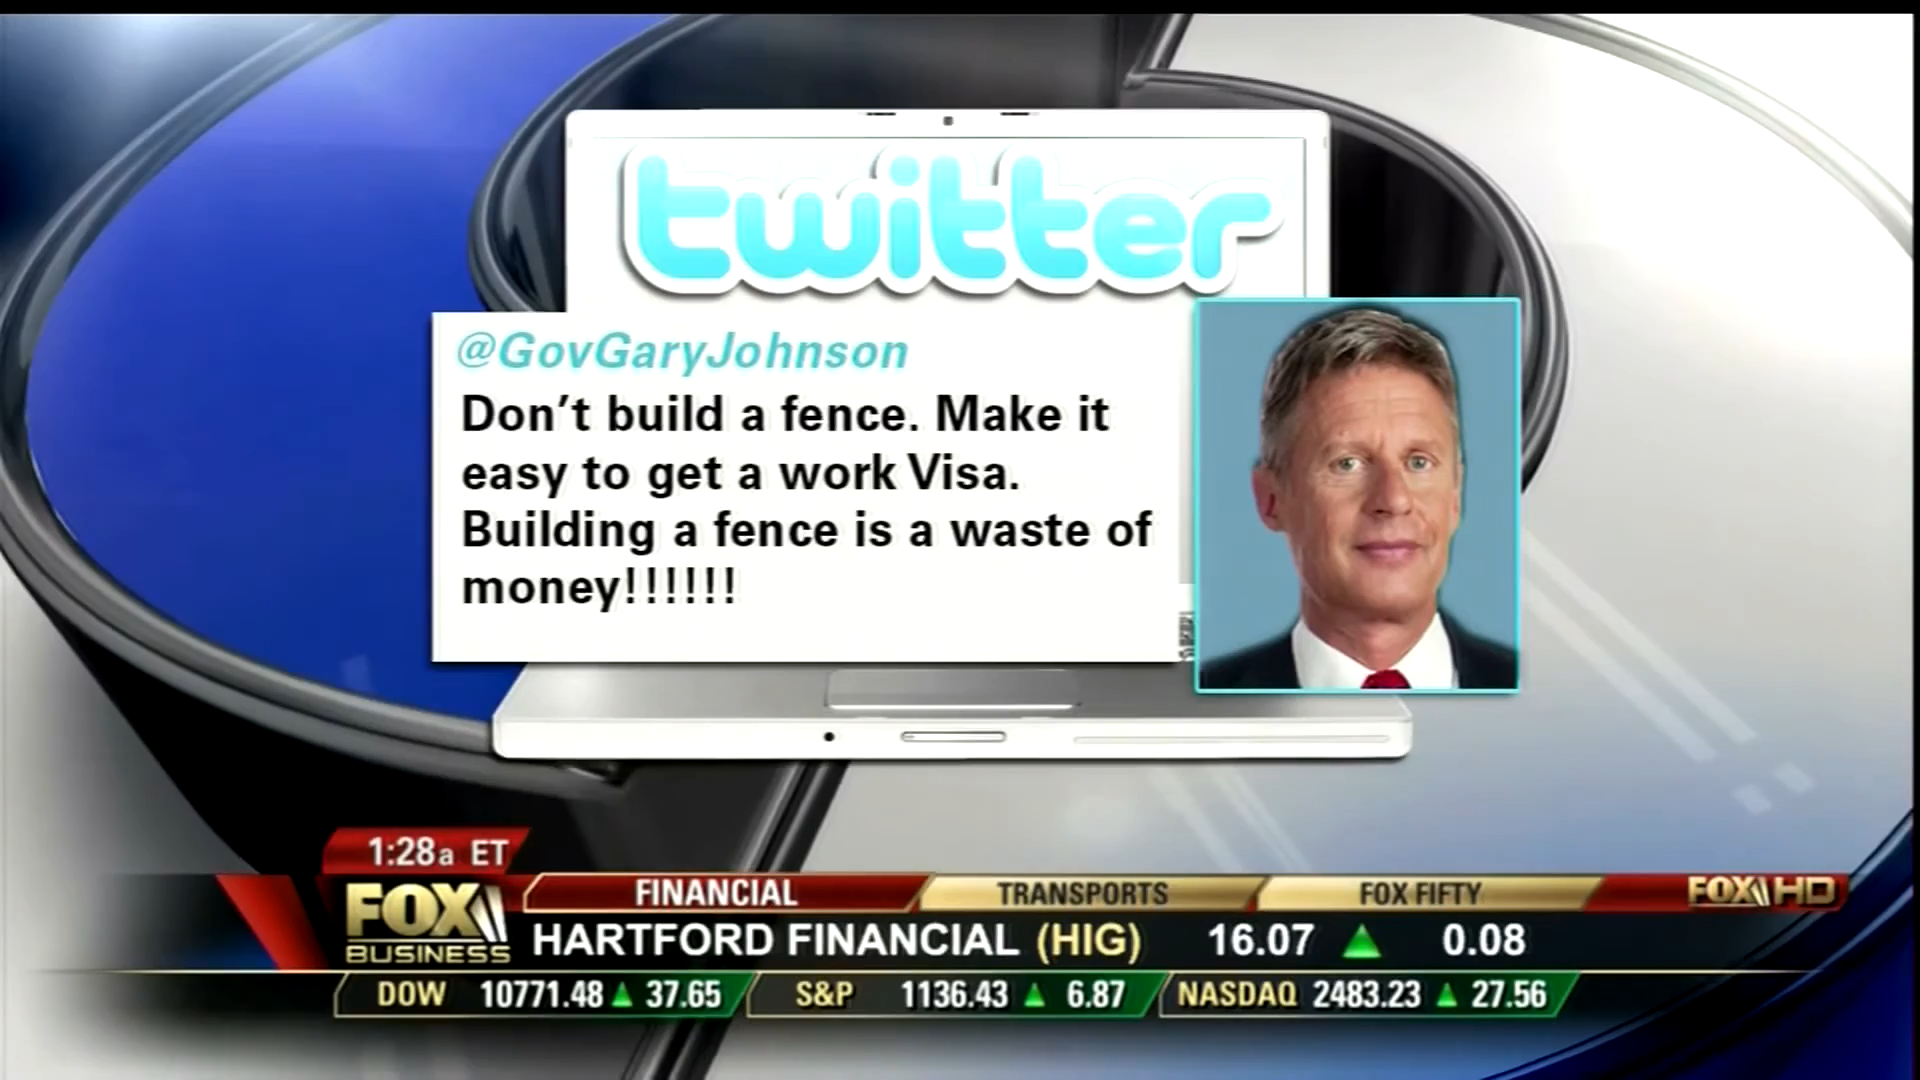 twitter
@GovGaryJohnson
Don't build a fence. Make it
easy to get a work Visa.
Building a fence is a waste of
money!!!!!!
1:28a ET
FOX BUSINESS
FINANCIAL TRANSPORTS FOX FIFTY FOX HD
HARTFORD FINANCIAL (HIG) 16.07 ▲ 0.08
DOW 10771.48 ▲ 37.65 S&P 1136.43 ▲ 6.87 NASDAQ 2483.23 ▲ 27.56